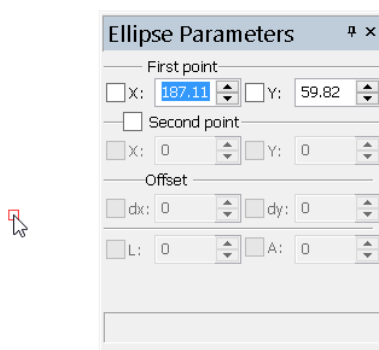 Ellipse Parameters
First point
X: 187.11 Y: 59.82
Second point
X: 0 Y: 0
Offset
dx: 0 dy: 0
L: 0 A: 0